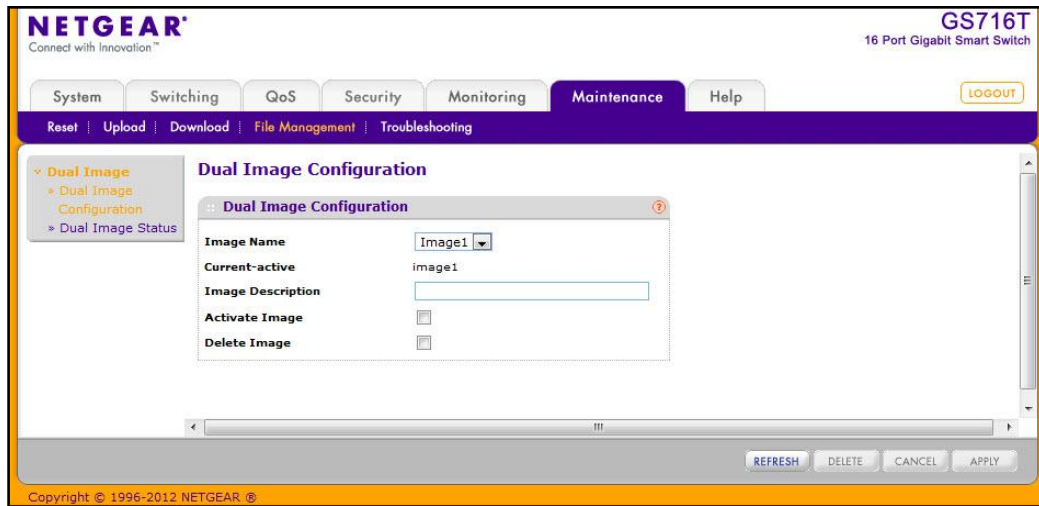 NETGEAR®
Connect with Innovation™
GS716T
16 Port Gigabit Smart Switch
System Switching QoS Security Monitoring Maintenance Help LOGOUT
Reset | Upload | Download | File Management | Troubleshooting
Dual Image
» Dual Image
Configuration
» Dual Image Status
Dual Image Configuration
Dual Image Configuration ?
Image Name Image1
Current-active image1
Image Description
Activate Image
Delete Image
REFRESH DELETE CANCEL APPLY
Copyright © 1996-2012 NETGEAR ®